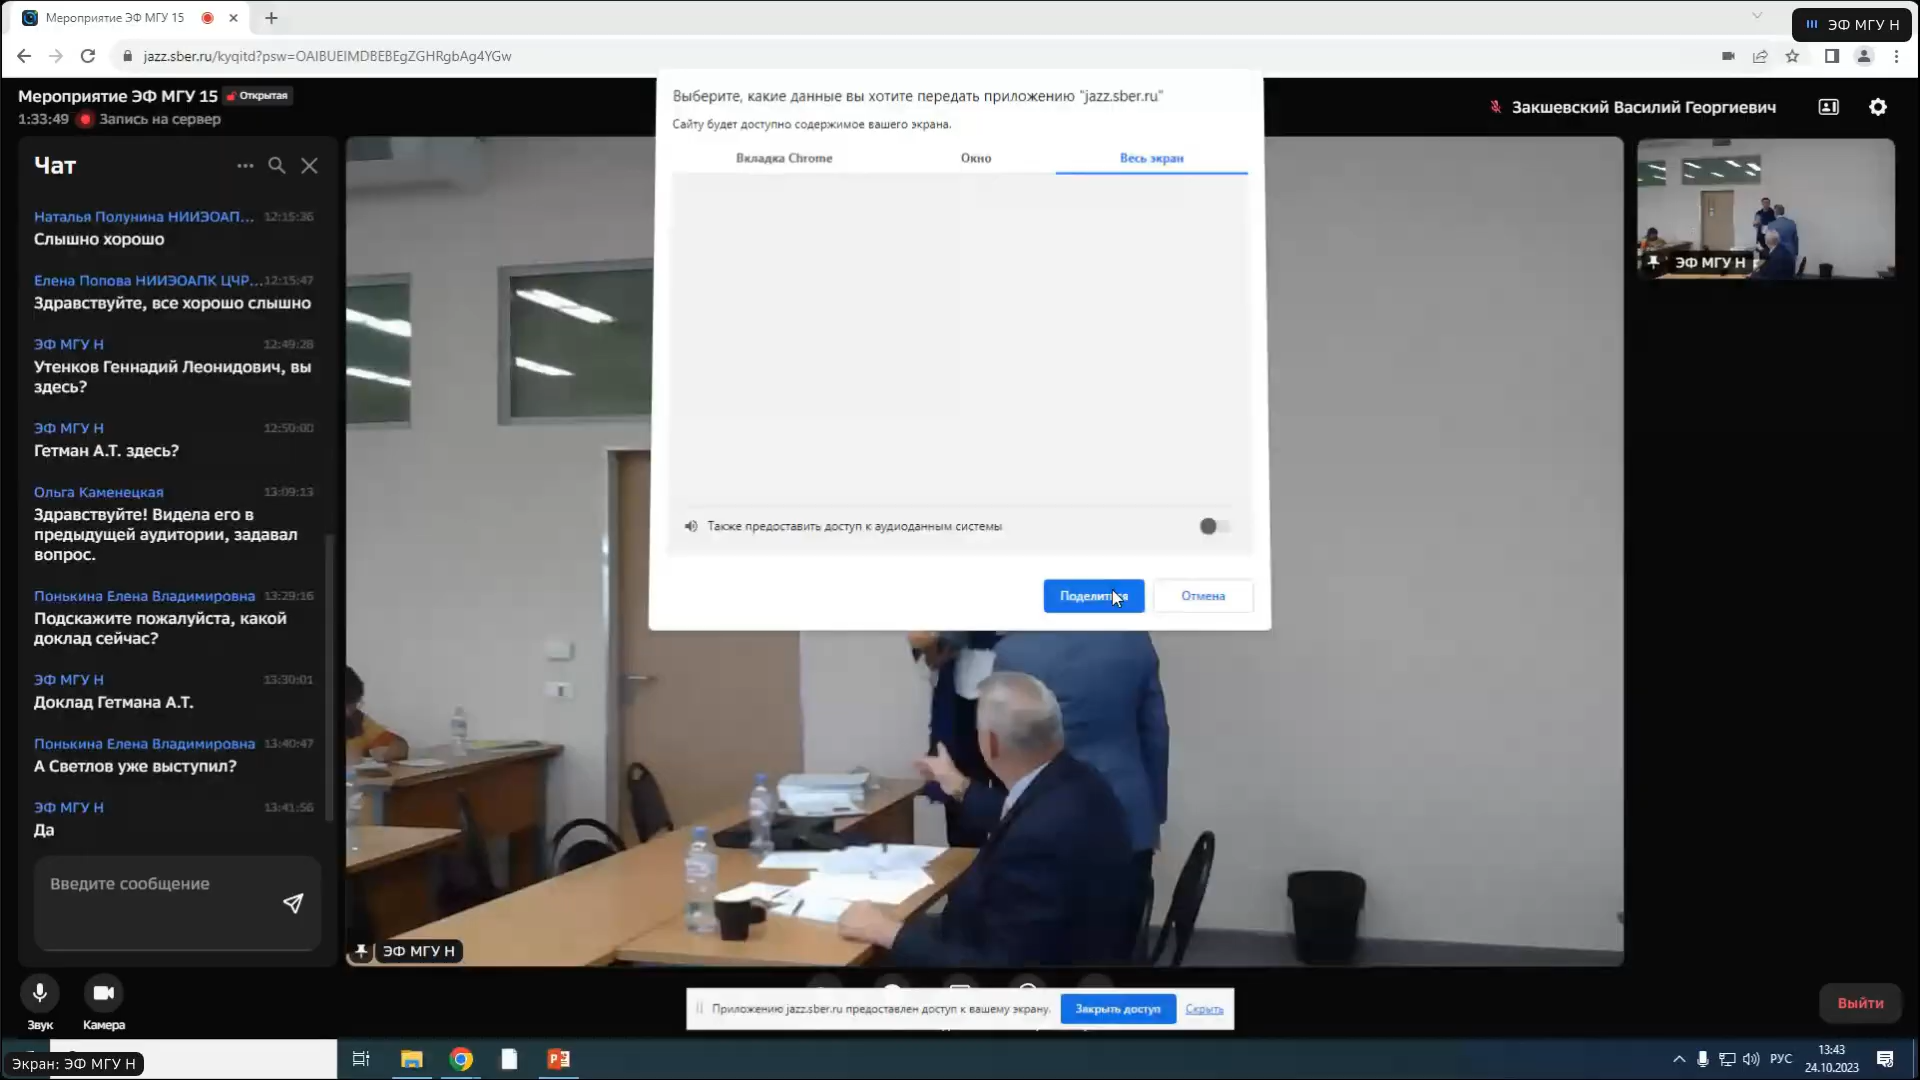 Мероприятие ЭФ МГУ 15
ЭФ МГУ Н
jazz.sber.ru/kyqitd?psw=OAIBUEIMDBEBEgZGHRgbAg4YGw
Мероприятие ЭФ МГУ 15 Открытая
1:33:49 Запись на сервер
Закшевский Василий Георгиевич
Выберите, какие данные вы хотите передать приложению "jazz.sber.ru"
Сайту будет доступно содержимое вашего экрана.
Вкладка Chrome
Окно
Весь экран
Также предоставить доступ к аудиоданным системы
Поделиться
Отмена
Чат
Наталья Полунина НИИЭОАП... 12:15:36
Слышно хорошо
Елена Попова НИИЭОАПК ЦЧР... 12:15:47
Здравствуйте, все хорошо слышно
ЭФ МГУ Н 12:49:28
Утенков Геннадий Леонидович, вы
здесь?
ЭФ МГУ Н 12:50:00
Гетман А.Т. здесь?
Ольга Каменецкая 13:09:13
Здравствуйте! Видела его в
предыдущей аудитории, задавал
вопрос.
Понькина Елена Владимировна 13:29:16
Подскажите пожалуйста, какой
доклад сейчас?
ЭФ МГУ Н 13:30:01
Доклад Гетмана А.Т.
Понькина Елена Владимировна 13:40:47
А Светлов уже выступил?
ЭФ МГУ Н 13:41:56
Да
Введите сообщение
ЭФ МГУ Н
ЭФ МГУ Н
Звук
Камера
Приложению jazz.sber.ru предоставлен доступ к вашему экрану.
Закрыть доступ
Скрыть
Выйти
Экран: ЭФ МГУ Н
РУС
13:43
24.10.2023